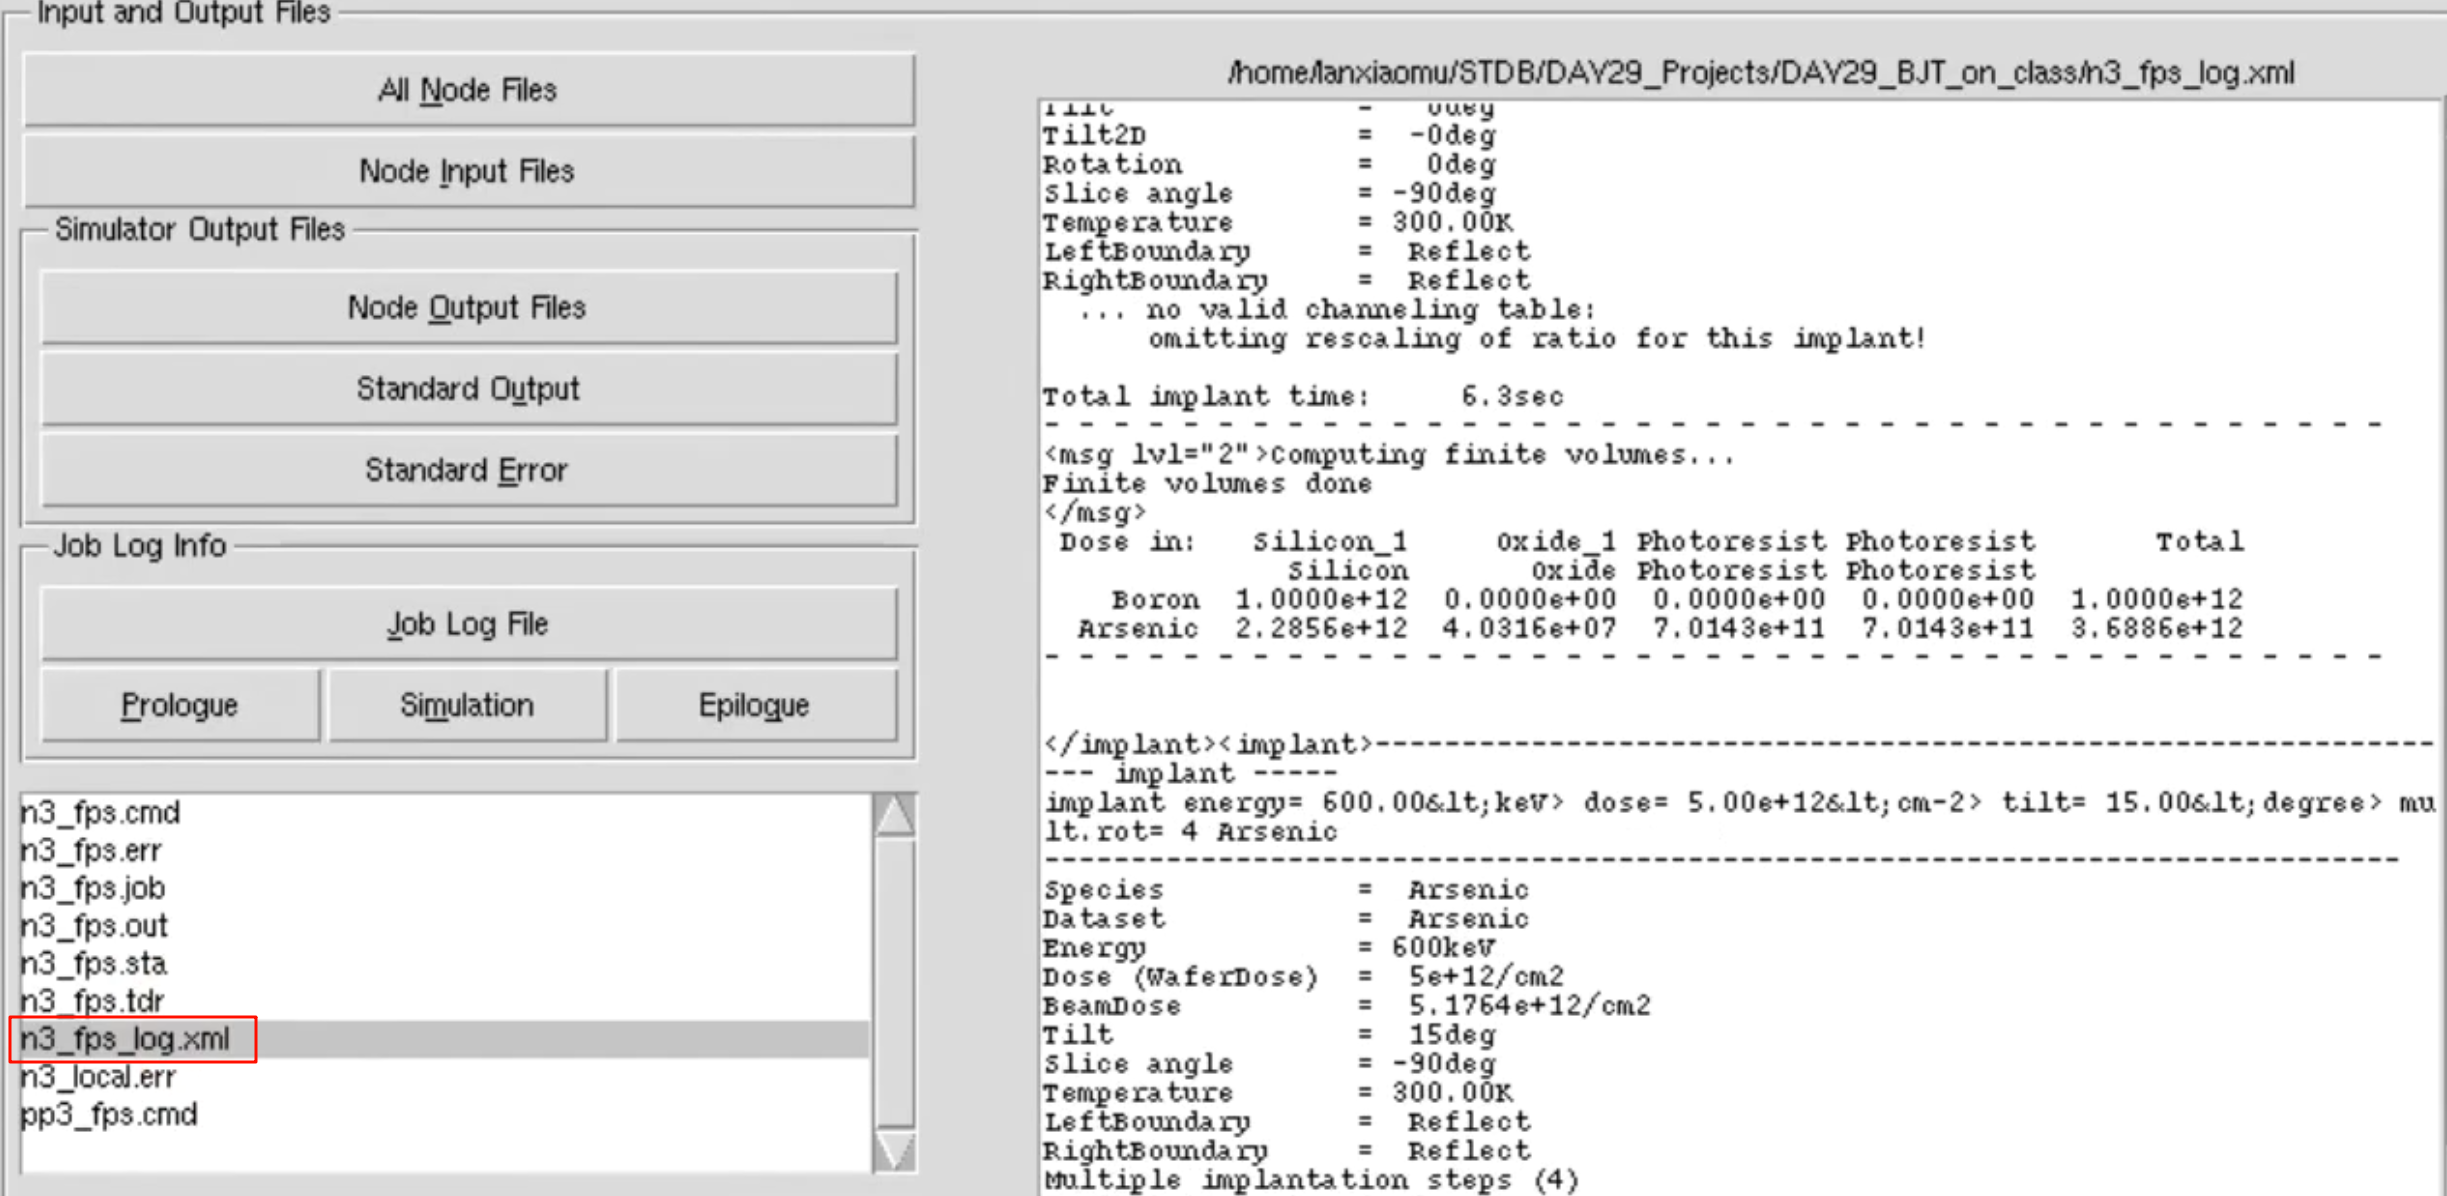 Input and Output Files
All Node Files
Node Input Files
Simulator Output Files
Node Output Files
Standard Output
Standard Error
Job Log Info
Job Log File
Prologue Simulation Epilogue
n3_fps.cmd
n3_fps.err
n3_fps.job
n3_fps.out
n3_fps.sta
n3_fps.tdr
n3_fps_log.xml
n3_local.err
pp3_fps.cmd
/home/lanxiaomu/STDB/DAY29_Projects/DAY29_BJT_on_class/n3_fps_log.xml
Tilt = 0deg
Tilt2D = -0deg
Rotation = 0deg
Slice angle = -90deg
Temperature = 300.00K
LeftBoundary = Reflect
RightBoundary = Reflect
... no valid channeling table:
omitting rescaling of ratio for this implant!
Total implant time: 6.3sec
- - - - - - - - - - - - - - - - - - - - - - - - - - - - - - - - - - - - - - -
<msg lvl="2">Computing finite volumes...
Finite volumes done
</msg>
Dose in: Silicon_1 Oxide_1 Photoresist Photoresist Total
Silicon Oxide Photoresist Photoresist
Boron 1.0000e+12 0.0000e+00 0.0000e+00 0.0000e+00 1.0000e+12
Arsenic 2.2856e+12 4.0316e+07 7.0143e+11 7.0143e+11 3.6886e+12
- - - - - - - - - - - - - - - - - - - - - - - - - - - - - - - - - - - - - - -
</implant><implant>-------------------------------------------------------------
--- implant -----
implant energy= 600.00&lt;keV> dose= 5.00e+12&lt;cm-2> tilt= 15.00&lt;degree> mu
lt.rot= 4 Arsenic
------------------------------------------------------------------------------
Species = Arsenic
Dataset = Arsenic
Energy = 600keV
Dose (WaferDose) = 5e+12/cm2
BeamDose = 5.1764e+12/cm2
Tilt = 15deg
Slice angle = -90deg
Temperature = 300.00K
LeftBoundary = Reflect
RightBoundary = Reflect
Multiple implantation steps (4)